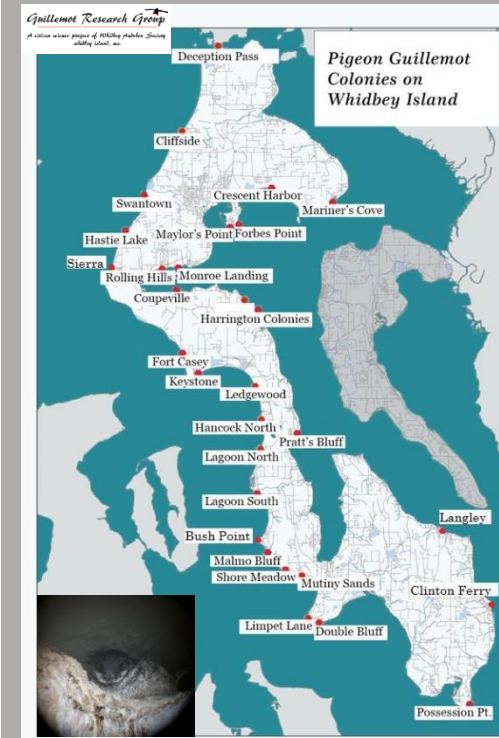 Guillemot Research Group
A citizen science project of Whidbey Audubon Society
whidbey island, wa.
Pigeon Guillemot
Colonies on
Whidbey Island
Deception Pass
Cliffside
Crescent Harbor
Swantown
Mariner's Cove
Maylor's Point
Forbes Point
Hastie Lake
Sierra
Rolling Hills
Monroe Landing
Coupeville
Harrington Colonies
Fort Casey
Keystone
Ledgewood
Hancock North
Pratt's Bluff
Lagoon North
Lagoon South
Langley
Bush Point
Malmo Bluff
Shore Meadow
Mutiny Sands
Clinton Ferry
Limpet Lane
Double Bluff
Possession Pt.